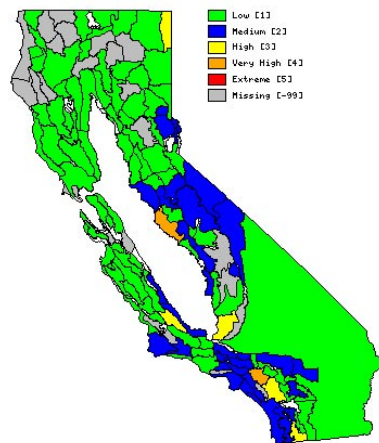 Low [1]
Medium [2]
High [3]
Very High [4]
Extreme [5]
Missing [-99]